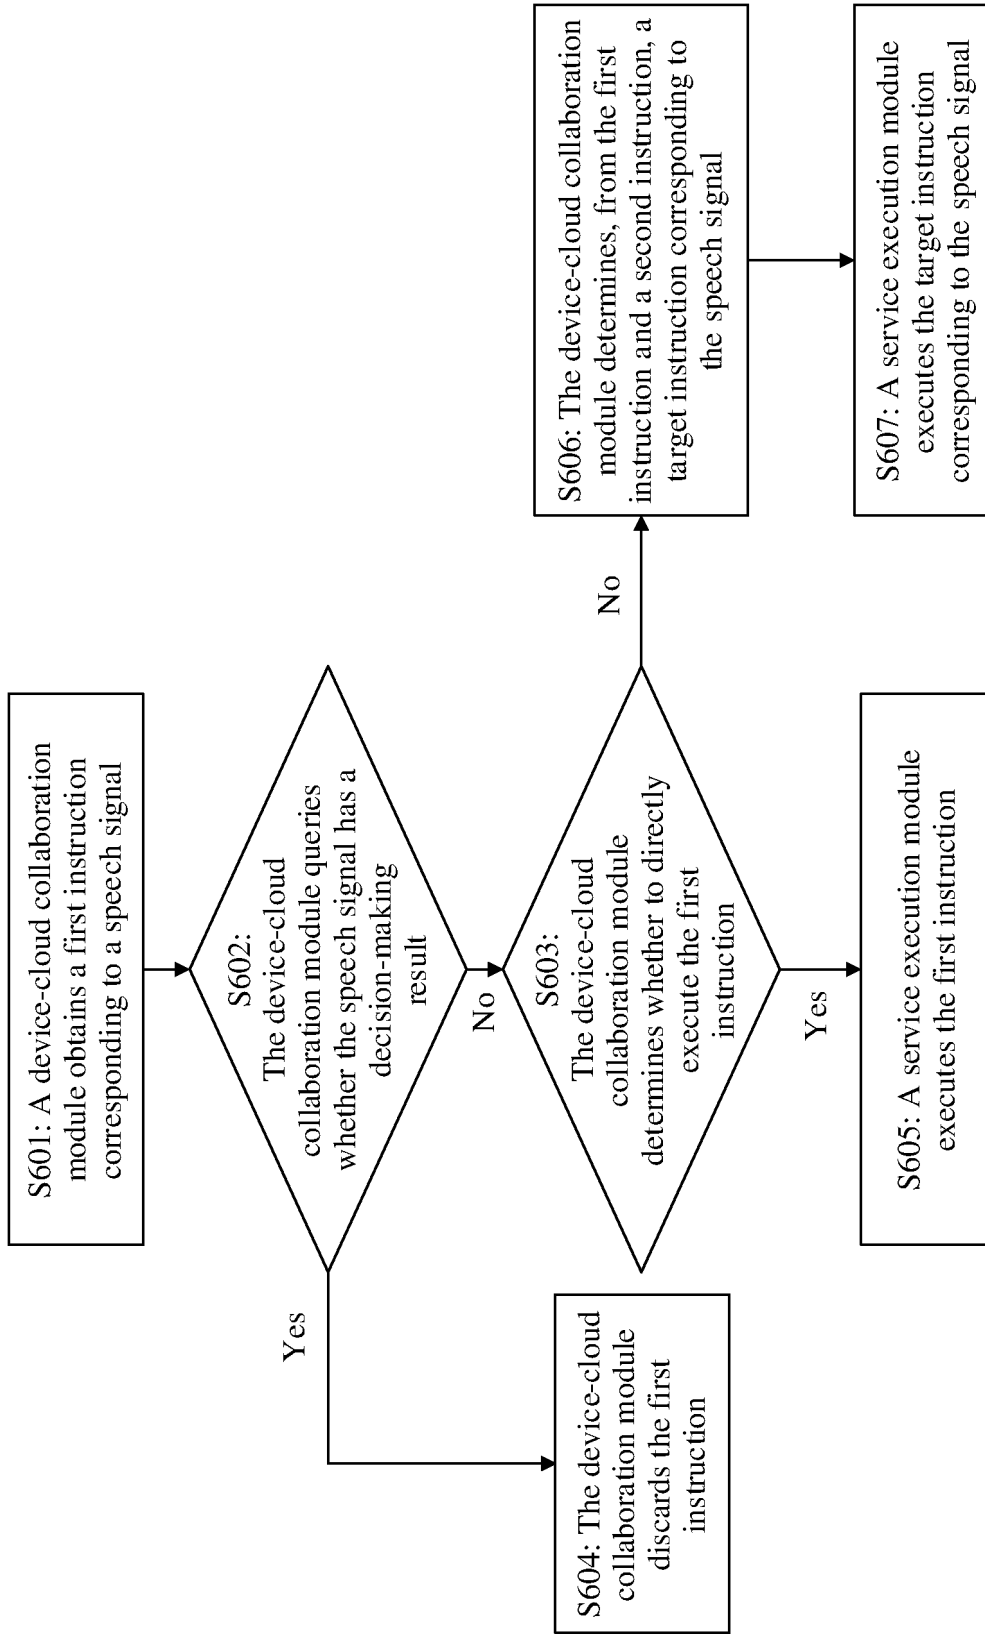 S601: A device-cloud collaboration
module obtains a first instruction
corresponding to a speech signal
S602:
The device-cloud
collaboration module queries
whether the speech signal has a
decision-making
result
Yes
No
S603:
The device-cloud
collaboration module
determines whether to directly
execute the first
instruction
No
Yes
S604: The device-cloud
collaboration module
discards the first
instruction
S605: A service execution module
executes the first instruction
S606: The device-cloud collaboration
module determines, from the first
instruction and a second instruction, a
target instruction corresponding to
the speech signal
S607: A service execution module
executes the target instruction
corresponding to the speech signal